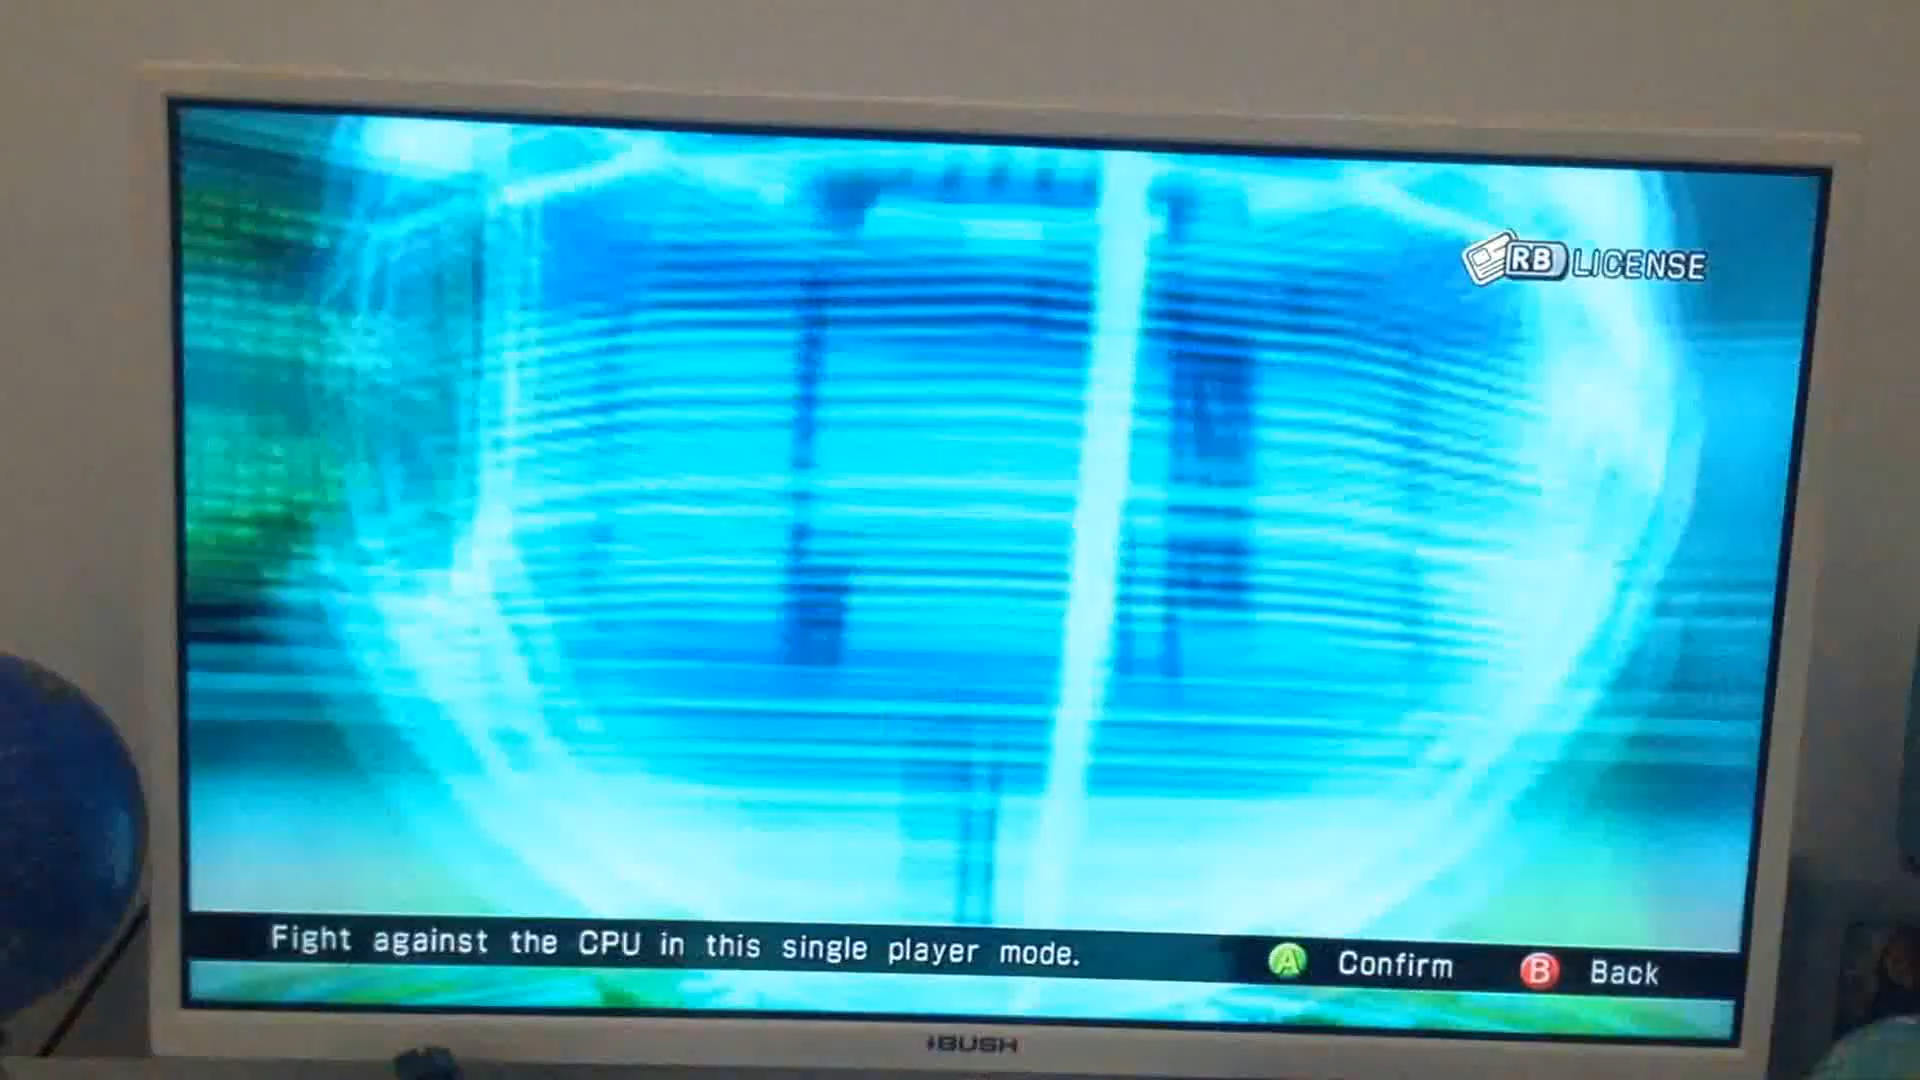 RB LICENSE
Fight against the CPU in this single player mode.
A Confirm B Back
BUSH